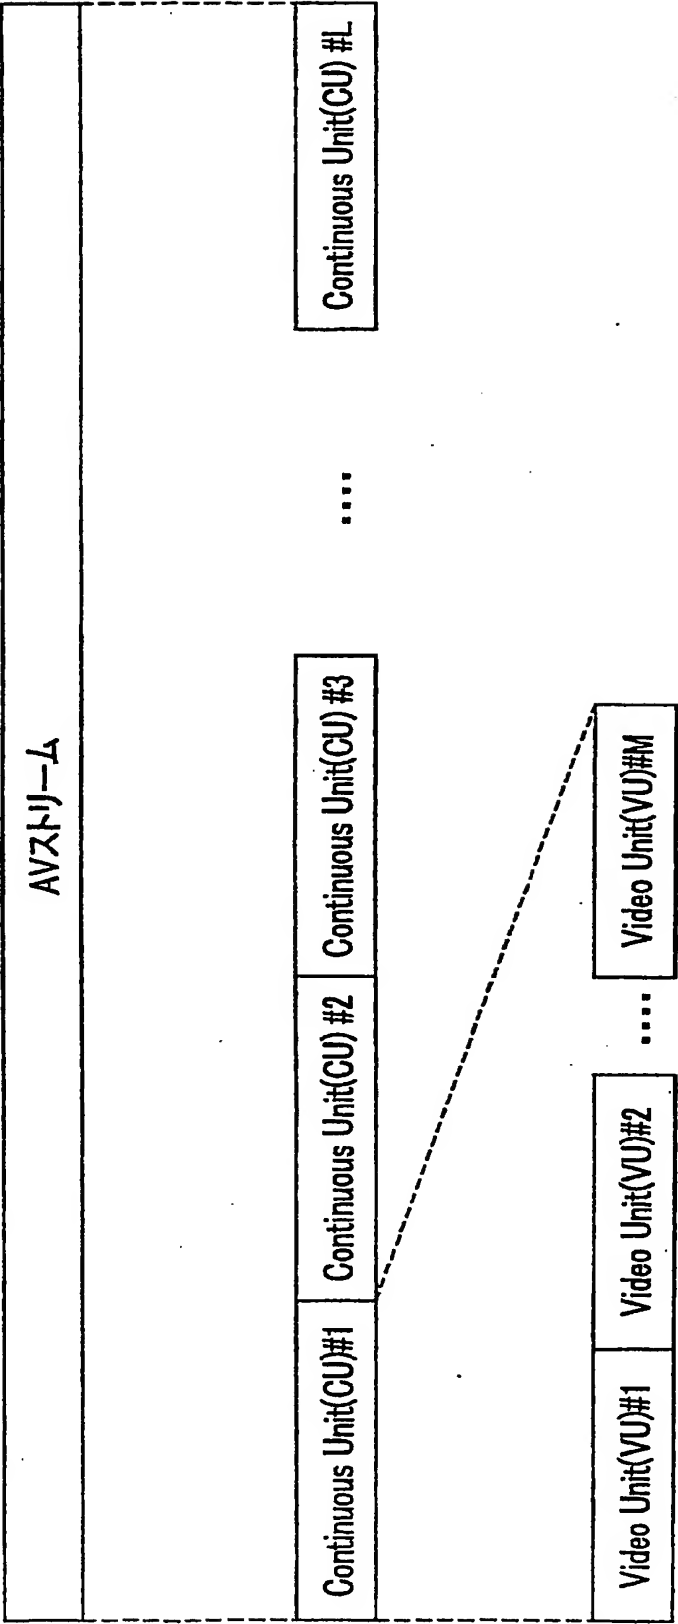 AVストリーム
Continuous Unit(CU)#1
Continuous Unit(CU) #2
Continuous Unit(CU) #3
....
Continuous Unit(CU) #L
Video Unit(VU)#1
Video Unit(VU)#2
....
Video Unit(VU)#M